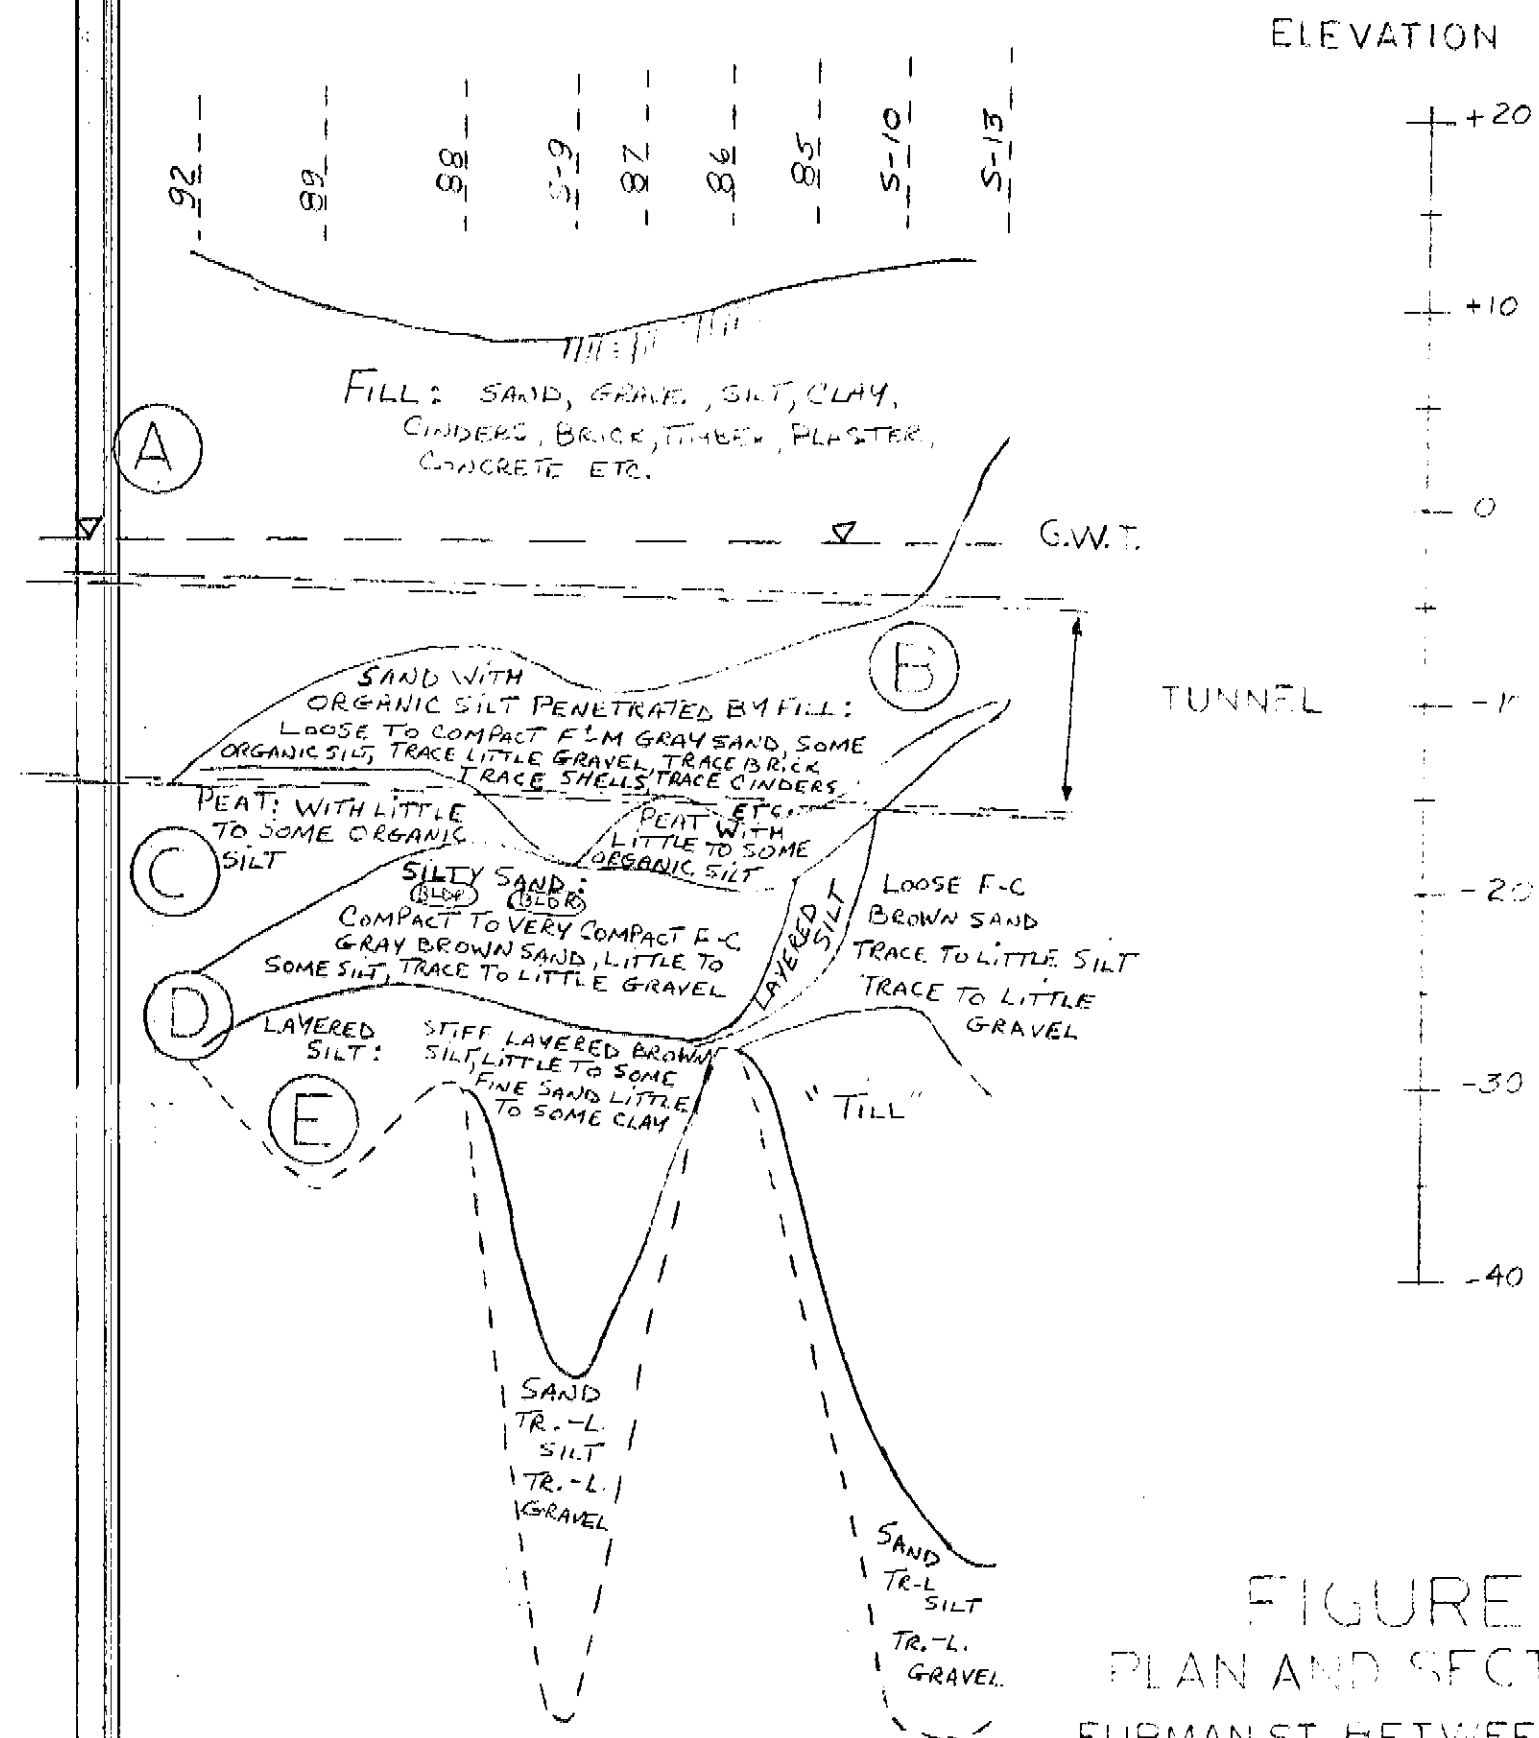 ELEVATION
92
89
88
S-9
87
86
85
S-10
S-13
+20
+10
FILL: SAND, GRAVE, SILT, CLAY,
CINDERS, BRICK, TIMBER, PLASTER,
CONCRETE ETC.
A
0
G.W.T.
B
SAND WITH
ORGANIC SILT PENETRATED BY FILL:
LOOSE TO COMPACT F-M GRAY SAND, SOME
ORGANIC SILT, TRACE LITTLE GRAVEL, TRACE BRICK
TRACE SHELLS, TRACE CINDERS
ETC.
TUNNEL
PEAT: WITH LITTLE
TO SOME ORGANIC
SILT
PEAT WITH
LITTLE TO SOME
ORGANIC SILT
C
SILTY SAND:
BLDR
BLDR
COMPACT TO VERY COMPACT F-C
GRAY BROWN SAND, LITTLE TO
SOME SILT, TRACE TO LITTLE GRAVEL
LAYERED
SILT
LOOSE F-C
BROWN SAND
TRACE TO LITTLE SILT
TRACE TO LITTLE
GRAVEL
-20
D
LAYERED
SILT:
STIFF LAYERED BROWN
SILT, LITTLE TO SOME
FINE SAND LITTLE
TO SOME CLAY
E
"TILL"
-30
-40
SAND
TR.-L.
SILT
TR.-L.
GRAVEL
SAND
TR-L
SILT
TR.-L.
GRAVEL
FIGURE
PLAN AND SECT
FURMAN ST. BETWEE